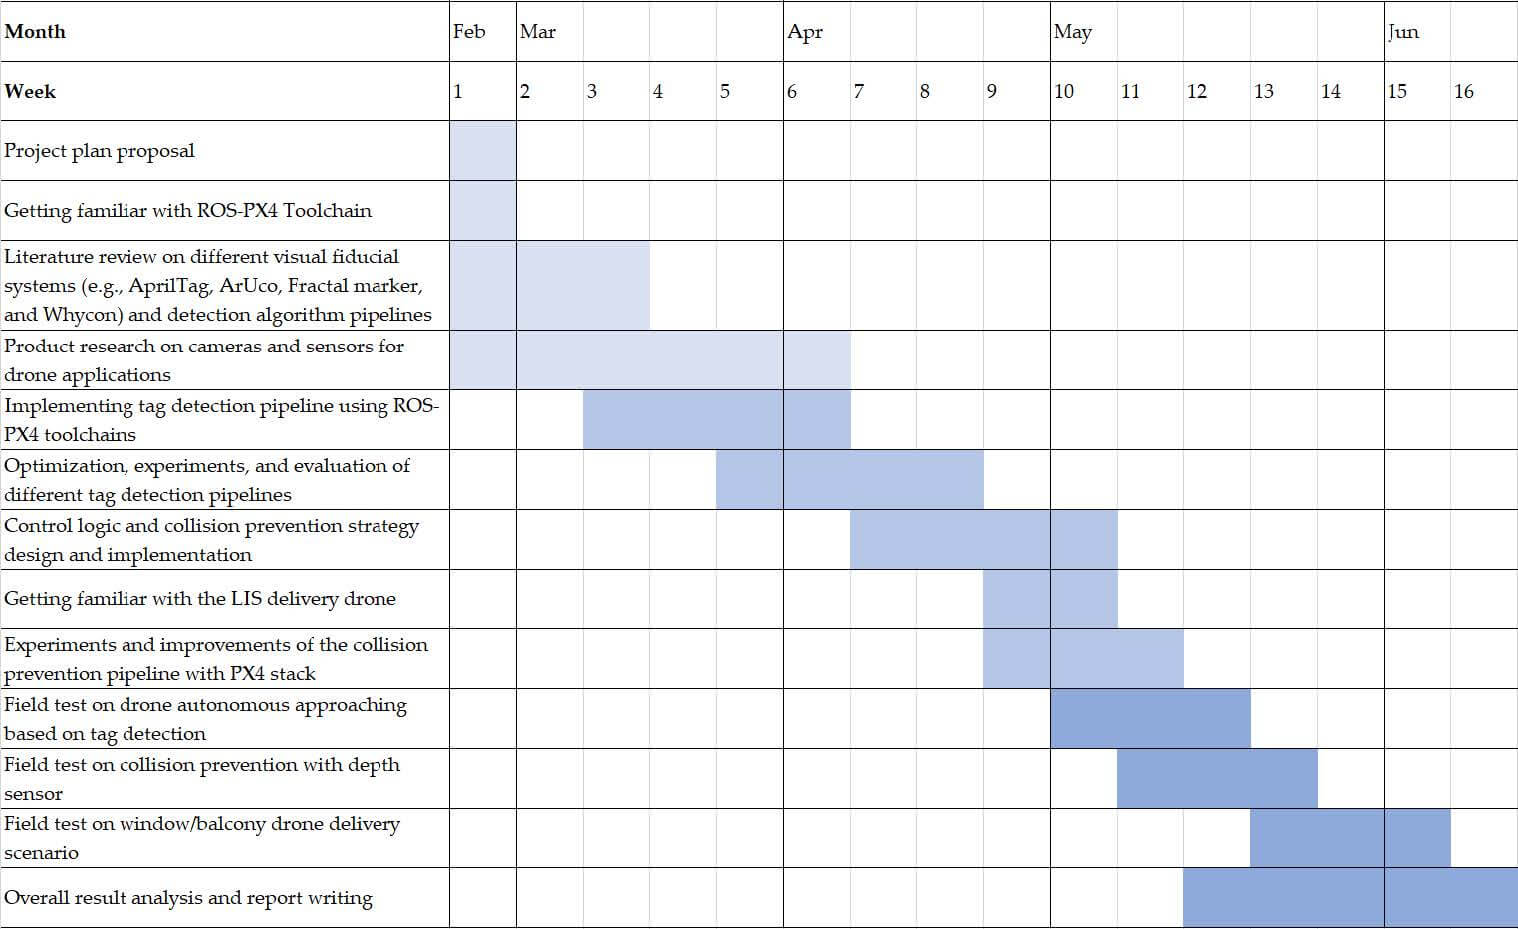 Month Feb Mar Apr May Jun
Week 1 2 3 4 5 6 7 8 9 10 11 12 13 14 15 16
Project plan proposal
Getting familiar with ROS-PX4 Toolchain
Literature review on different visual fiducial
systems (e.g., AprilTag, ArUco, Fractal marker,
and Whycon) and detection algorithm pipelines
Product research on cameras and sensors for
drone applications
Implementing tag detection pipeline using ROS-
PX4 toolchains
Optimization, experiments, and evaluation of
different tag detection pipelines
Control logic and collision prevention strategy
design and implementation
Getting familiar with the LIS delivery drone
Experiments and improvements of the collision
prevention pipeline with PX4 stack
Field test on drone autonomous approaching
based on tag detection
Field test on collision prevention with depth
sensor
Field test on window/balcony drone delivery
scenario
Overall result analysis and report writing